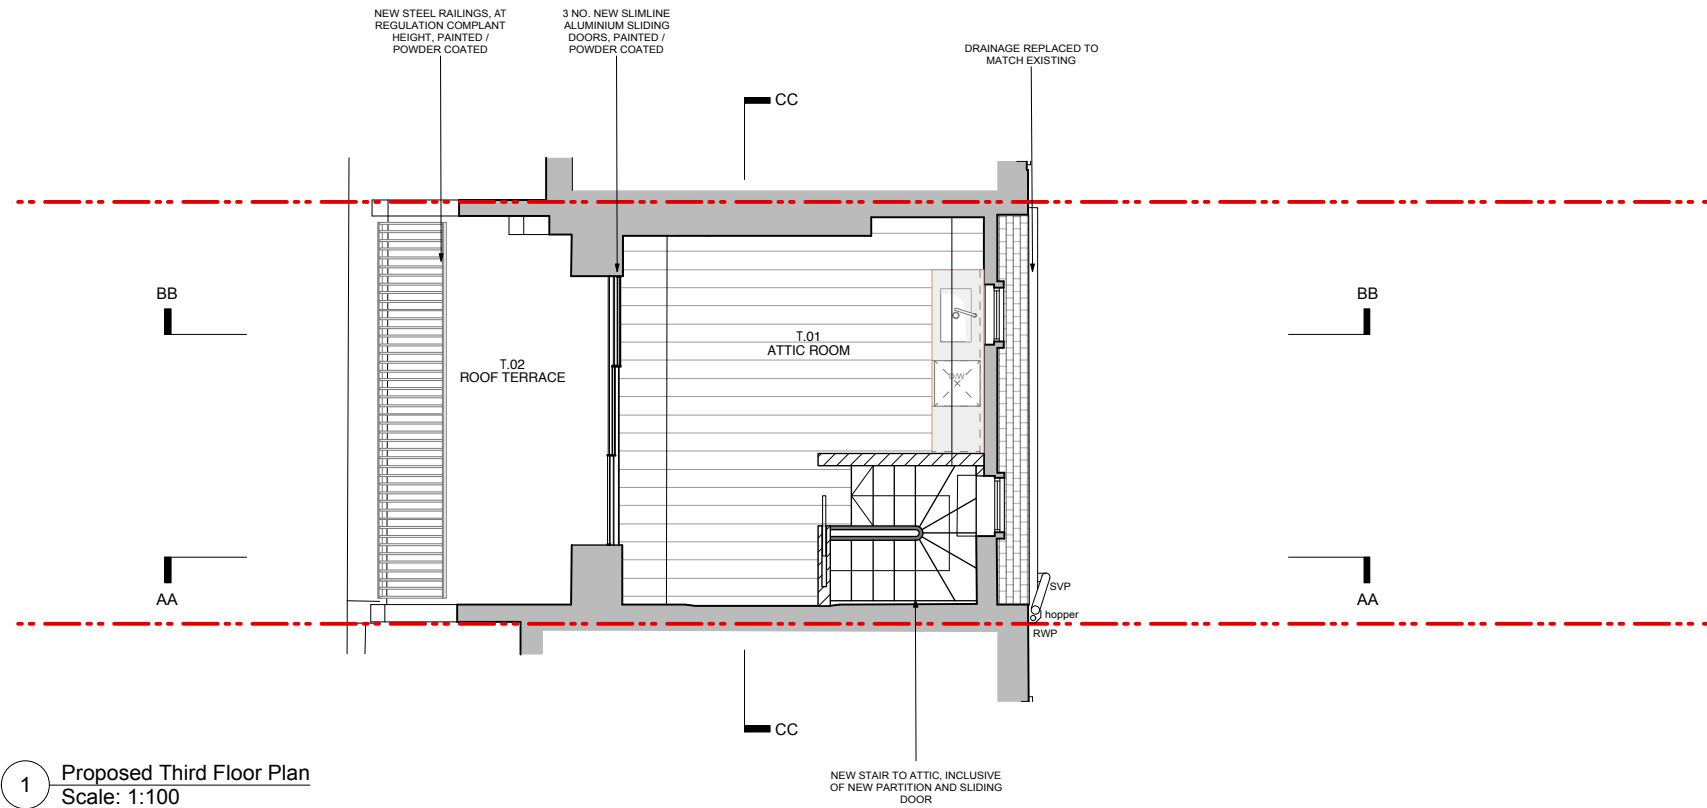 NEW STEEL RAILINGS, AT
REGULATION COMPLANT
HEIGHT, PAINTED /
POWDER COATED
3 NO. NEW SLIMLINE
ALUMINIUM SLIDING
DOORS, PAINTED /
POWDER COATED
DRAINAGE REPLACED TO
MATCH EXISTING
CC
BB
BB
T.01
ATTIC ROOM
T.02
ROOF TERRACE
D/W
AA
AA
SVP
hopper
RWP
CC
NEW STAIR TO ATTIC, INCLUSIVE
OF NEW PARTITION AND SLIDING
DOOR
1
Proposed Third Floor Plan
Scale: 1:100